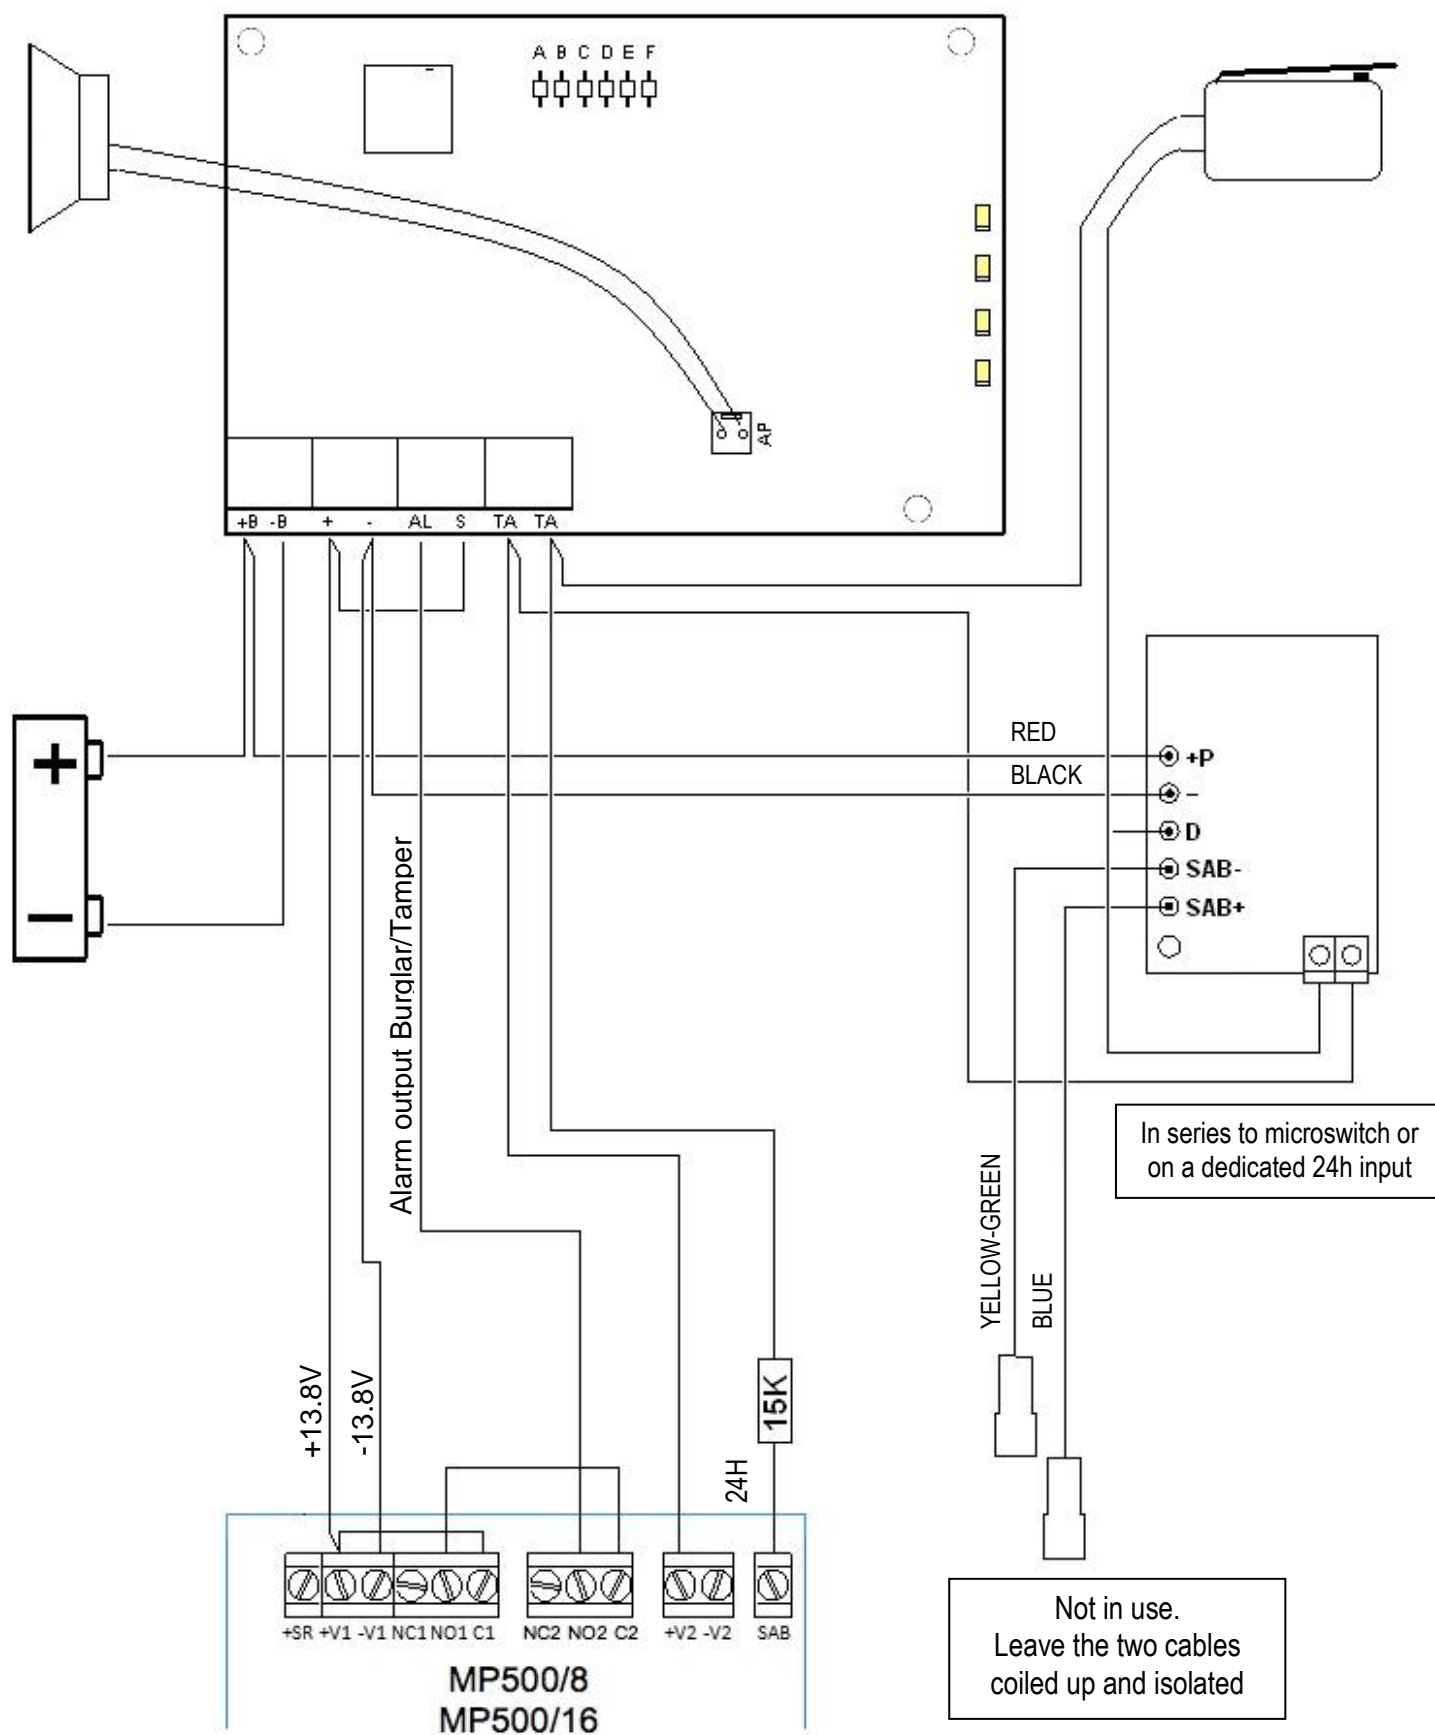 A B C D E F
AP
+B -B + - AL S TA TA
RED
BLACK
+
+P
–
D
SAB-
SAB+
−
Alarm output Burglar/Tamper
In series to microswitch or
on a dedicated 24h input
YELLOW-GREEN
BLUE
+13.8V
-13.8V
15K
24H
+SR +V1 -V1 NC1 NO1 C1 NC2 NO2 C2 +V2 -V2 SAB
MP500/8
MP500/16
Not in use.
Leave the two cables
coiled up and isolated